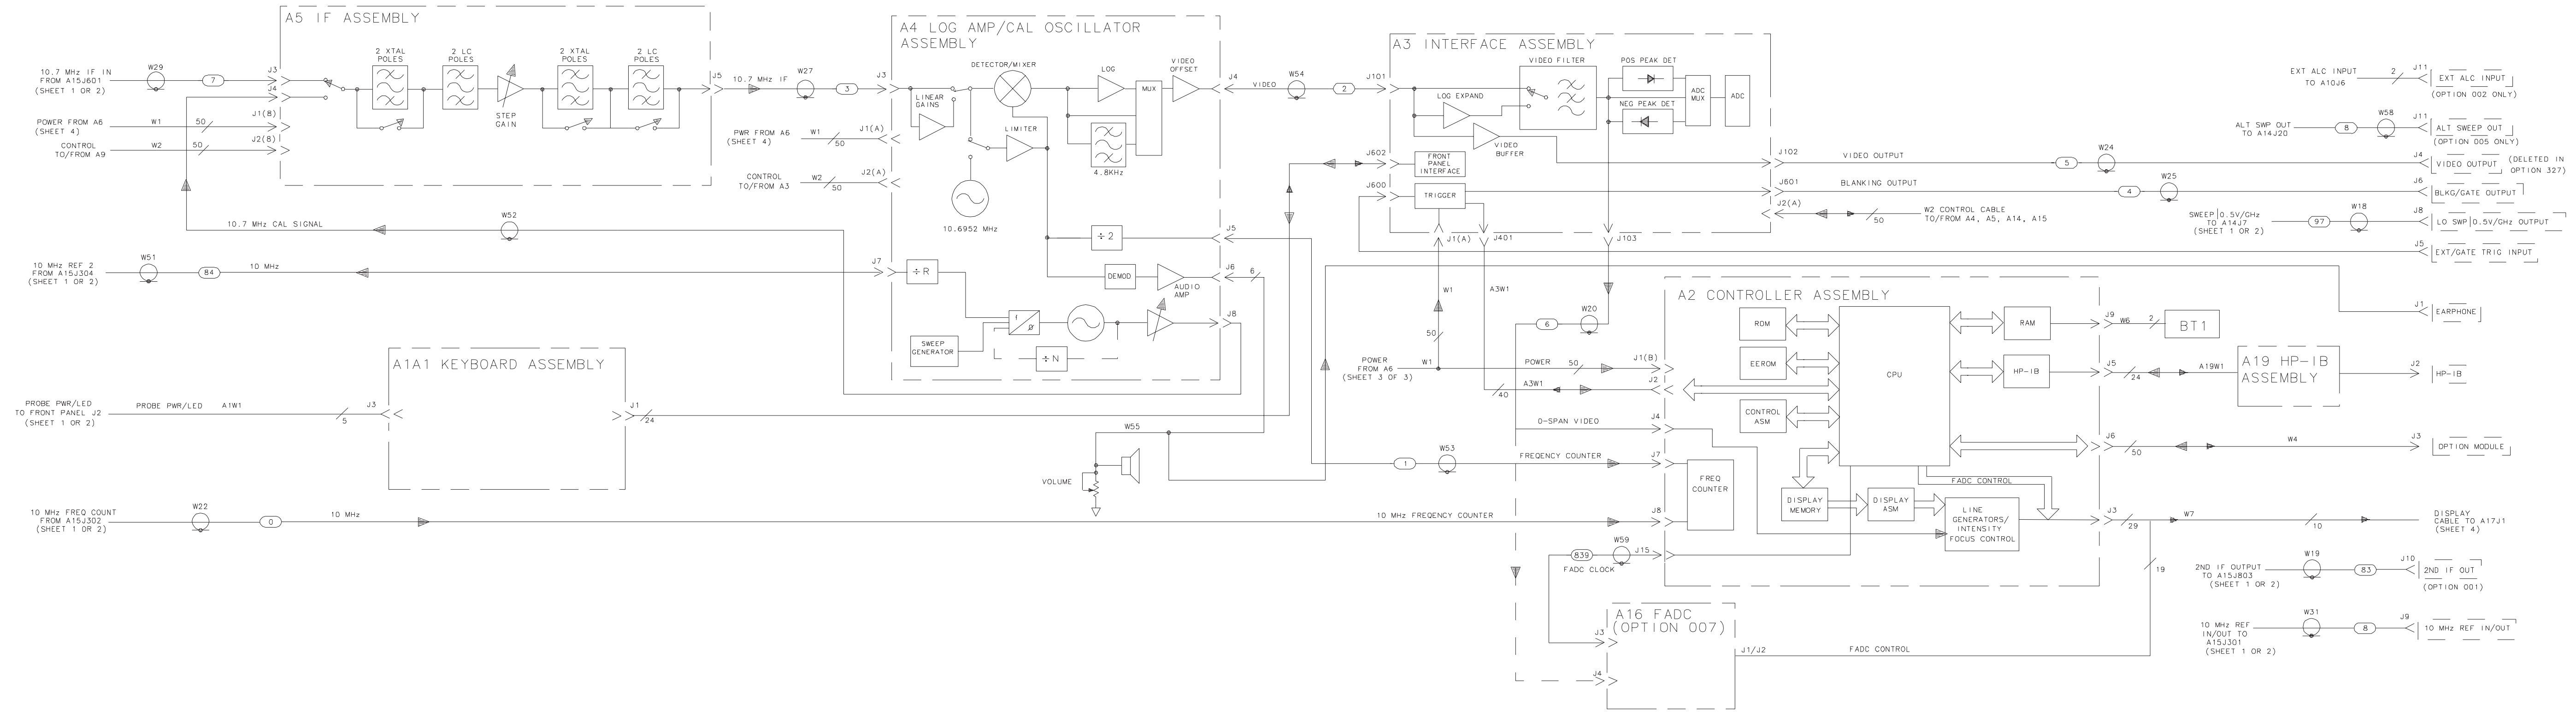 A5 IF ASSEMBLY
2 XTAL
POLES
2 LC
POLES
STEP
GAIN
2 XTAL
POLES
2 LC
POLES
10.7 MHz IF IN
FROM A15J601
(SHEET 1 OR 2)
W29
7
J3
J4
J1(B)
J2(B)
POWER FROM A6
(SHEET 4)
W1
50
CONTROL
TO/FROM A9
W2
50
J5
10.7 MHz IF
W27
3
J3
10.7 MHz CAL SIGNAL
W52
10 MHz REF 2
FROM A15J304
(SHEET 1 OR 2)
W51
84
10 MHz
J7
A4 LOG AMP/CAL OSCILLATOR
ASSEMBLY
DETECTOR/MIXER
LINEAR
GAINS
LIMITER
LOG
MUX
VIDEO
OFFSET
4.8KHz
10.6952 MHz
PWR FROM A6
(SHEET 4)
W1
50
J1(A)
CONTROL
TO/FROM A3
W2
50
J2(A)
÷ 2
DEMOD
AUDIO
AMP
÷ R
f
Ø
SWEEP
GENERATOR
÷ N
J4
J5
J6
6
J8
VIDEO
W54
2
J101
A3 INTERFACE ASSEMBLY
VIDEO FILTER
POS PEAK DET
NEG PEAK DET
ADC
MUX
ADC
LOG EXPAND
VIDEO
BUFFER
J602
FRONT
PANEL
INTERFACE
J600
TRIGGER
J1(A)
J401
J103
J102
VIDEO OUTPUT
5
W24
J601
BLANKING OUTPUT
4
W25
J2(A)
50
W2 CONTROL CABLE
TO/FROM A4, A5, A14, A15
EXT ALC INPUT
TO A10J6
2
J11
EXT ALC INPUT
(OPTION 002 ONLY)
ALT SWP OUT
TO A14J20
8
W58
J11
ALT SWEEP OUT
(OPTION 005 ONLY)
J4
VIDEO OUTPUT
(DELETED IN
OPTION 327)
J6
BLKG/GATE OUTPUT
SWEEP|0.5V/GHz
TO A14J7
(SHEET 1 OR 2)
97
W18
J8
LO SWP|0.5V/GHz OUTPUT
J5
EXT/GATE TRIG INPUT
J1
EARPHONE
W1
50
A3W1
6
W20
A2 CONTROLLER ASSEMBLY
ROM
EEROM
CONTROL
ASM
CPU
RAM
HP-IB
DISPLAY
MEMORY
DISPLAY
ASM
LINE
GENERATORS/
INTENSITY
FOCUS CONTROL
FADC CONTROL
FREQ
COUNTER
POWER
FROM A6
(SHEET 3 OF 3)
W1
POWER
50
J1(B)
A3W1
40
J2
0-SPAN VIDEO
J4
1
W53
FREQENCY COUNTER
J7
10 MHz FREQENCY COUNTER
J8
839
W59
J15
FADC CLOCK
J9
W6
2
BT1
J5
24
A19W1
A19 HP-IB
ASSEMBLY
J2
HP-IB
J6
50
W4
J3
OPTION MODULE
J3
29
W7
10
DISPLAY
CABLE TO A17J1
(SHEET 4)
19
A1A1 KEYBOARD ASSEMBLY
PROBE PWR/LED
TO FRONT PANEL J2
(SHEET 1 OR 2)
PROBE PWR/LED
A1W1
5
J3
J1
24
W55
VOLUME
10 MHz FREQ COUNT
FROM A15J302
(SHEET 1 OR 2)
W22
0
10 MHz
A16 FADC
(OPTION 007)
J3
J4
J1/J2
FADC CONTROL
2ND IF OUTPUT
TO A15J803
(SHEET 1 OR 2)
W19
83
J10
2ND IF OUT
(OPTION 001)
10 MHz REF
IN/OUT TO
A15J301
(SHEET 1 OR 2)
W31
8
J9
10 MHz REF IN/OUT